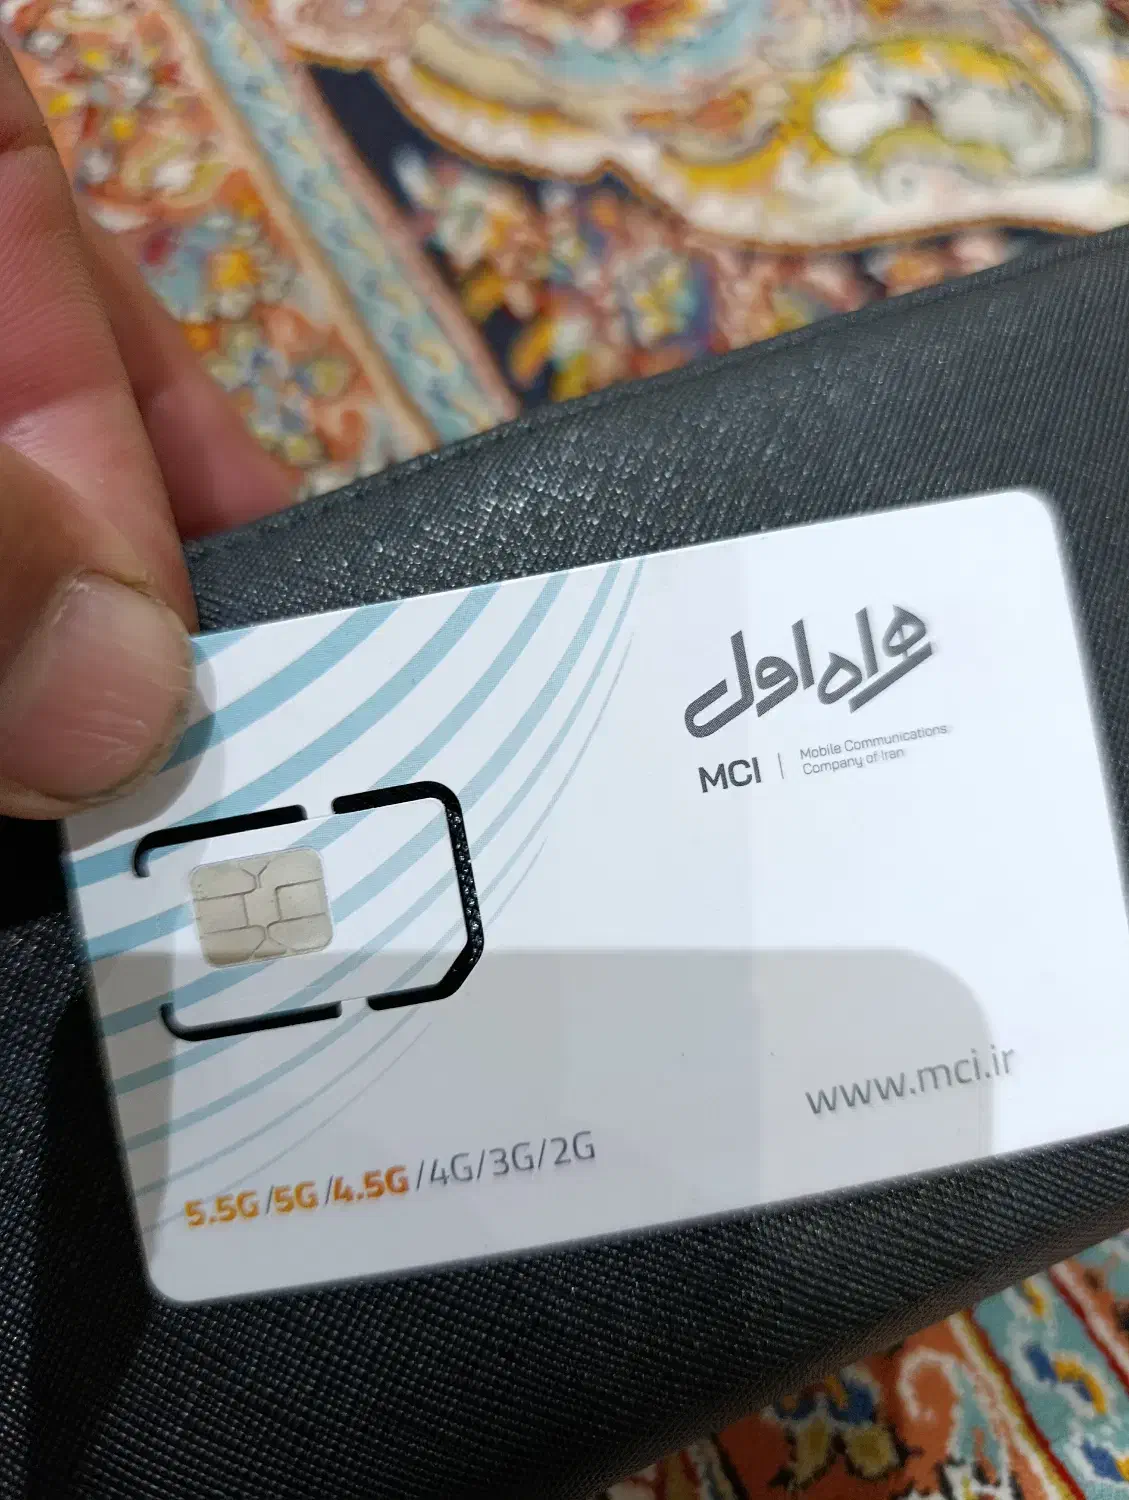 همراه اول
MCI | Mobile Communications
Company of Iran
www.mci.ir
5.5G/5G/4.5G/4G/3G/2G